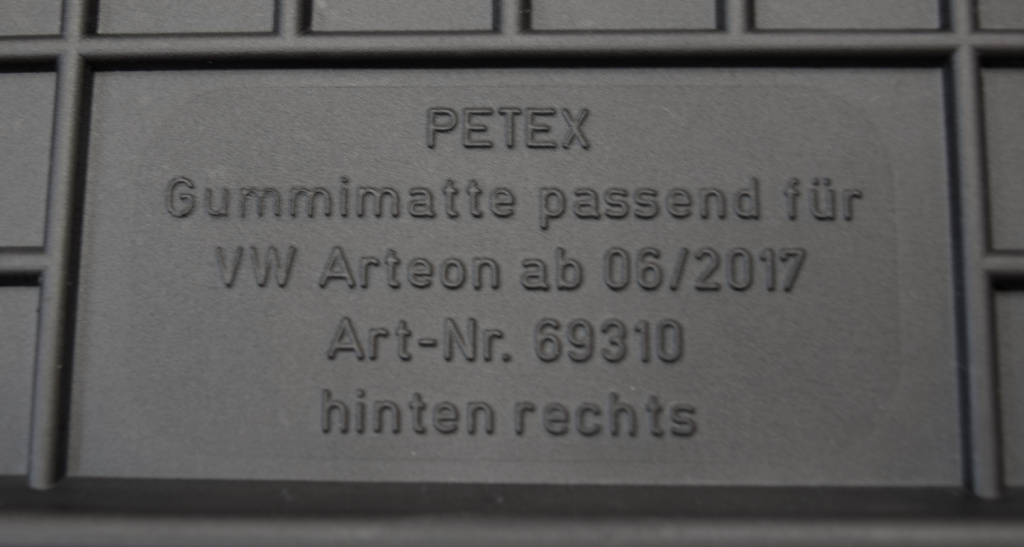 PETEX
Gummimatte passend für
VW Arteon ab 06/2017
Art-Nr. 69310
hinten rechts